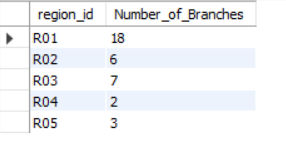 region_id Number_of_Branches
R01 18
R02 6
R03 7
R04 2
R05 3